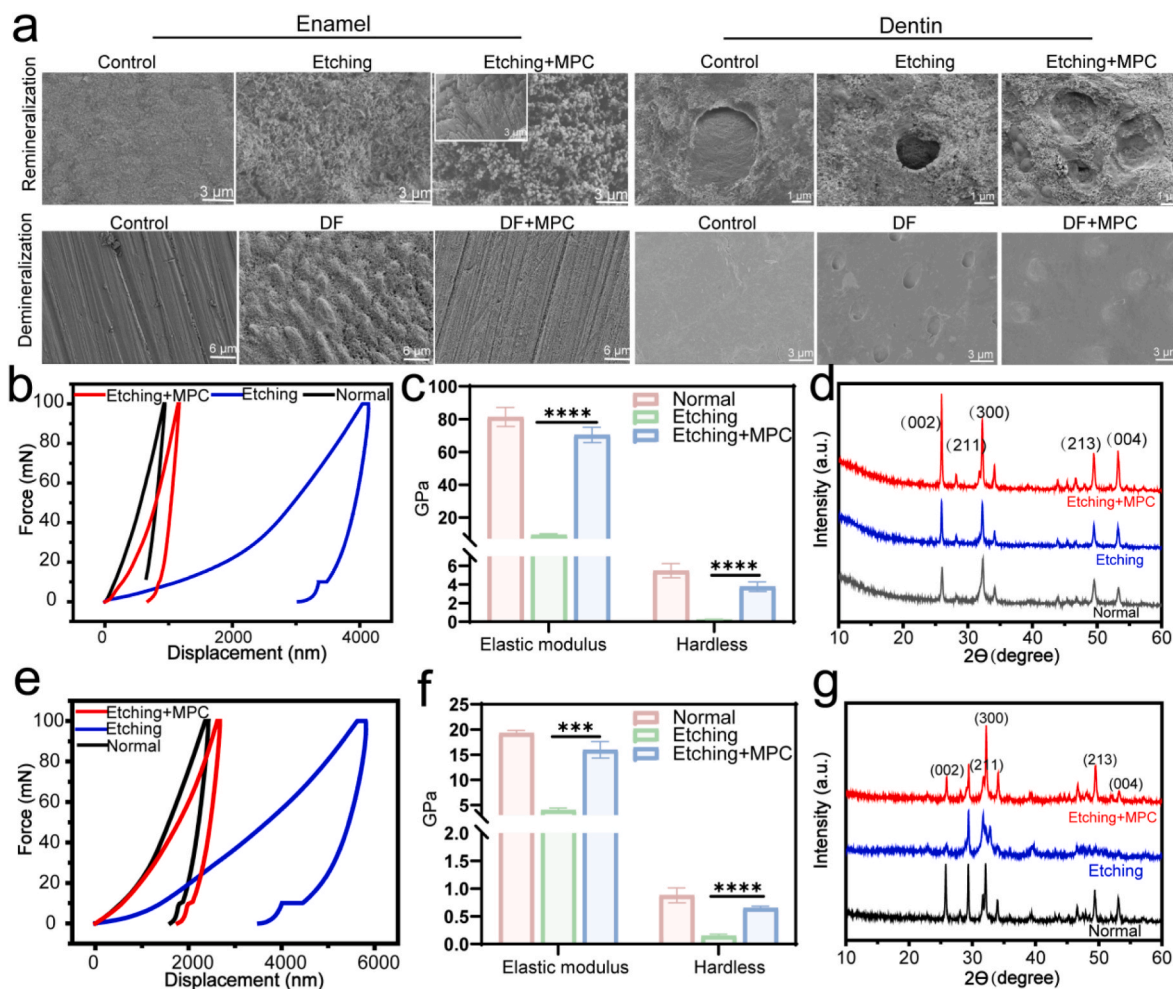 a
Enamel
Dentin
Remineralization
Control
Etching
Etching+MPC
Control
Etching
Etching+MPC
3 μm
3 μm
3 μm
3 μm
1 μm
1 μm
1 μm
Demineralization
Control
DF
DF+MPC
Control
DF
DF+MPC
6 μm
6 μm
6 μm
3 μm
3 μm
3 μm
b
Etching+MPC
Etching
Normal
Force (mN)
100
80
60
40
20
0
0
2000
4000
Displacement (nm)
c
Normal
Etching
Etching+MPC
****
****
GPa
100
80
60
40
20
6
4
2
0
Elastic modulus
Hardless
d
(002)
(211)
(300)
(213)
(004)
Etching+MPC
Etching
Normal
Intensity (a.u.)
10
20
30
40
50
60
2Θ(degree)
e
Etching+MPC
Etching
Normal
Force (mN)
100
80
60
40
20
0
0
2000
4000
6000
Displacement (nm)
f
Normal
Etching
Etching+MPC
***
****
GPa
25
20
15
10
5
2.0
1.0
0.5
0.0
Elastic modulus
Hardless
g
(002)
(211)
(300)
(213)
(004)
Etching+MPC
Etching
Normal
Intensity (a.u.)
10
20
30
40
50
60
2Θ(degree)